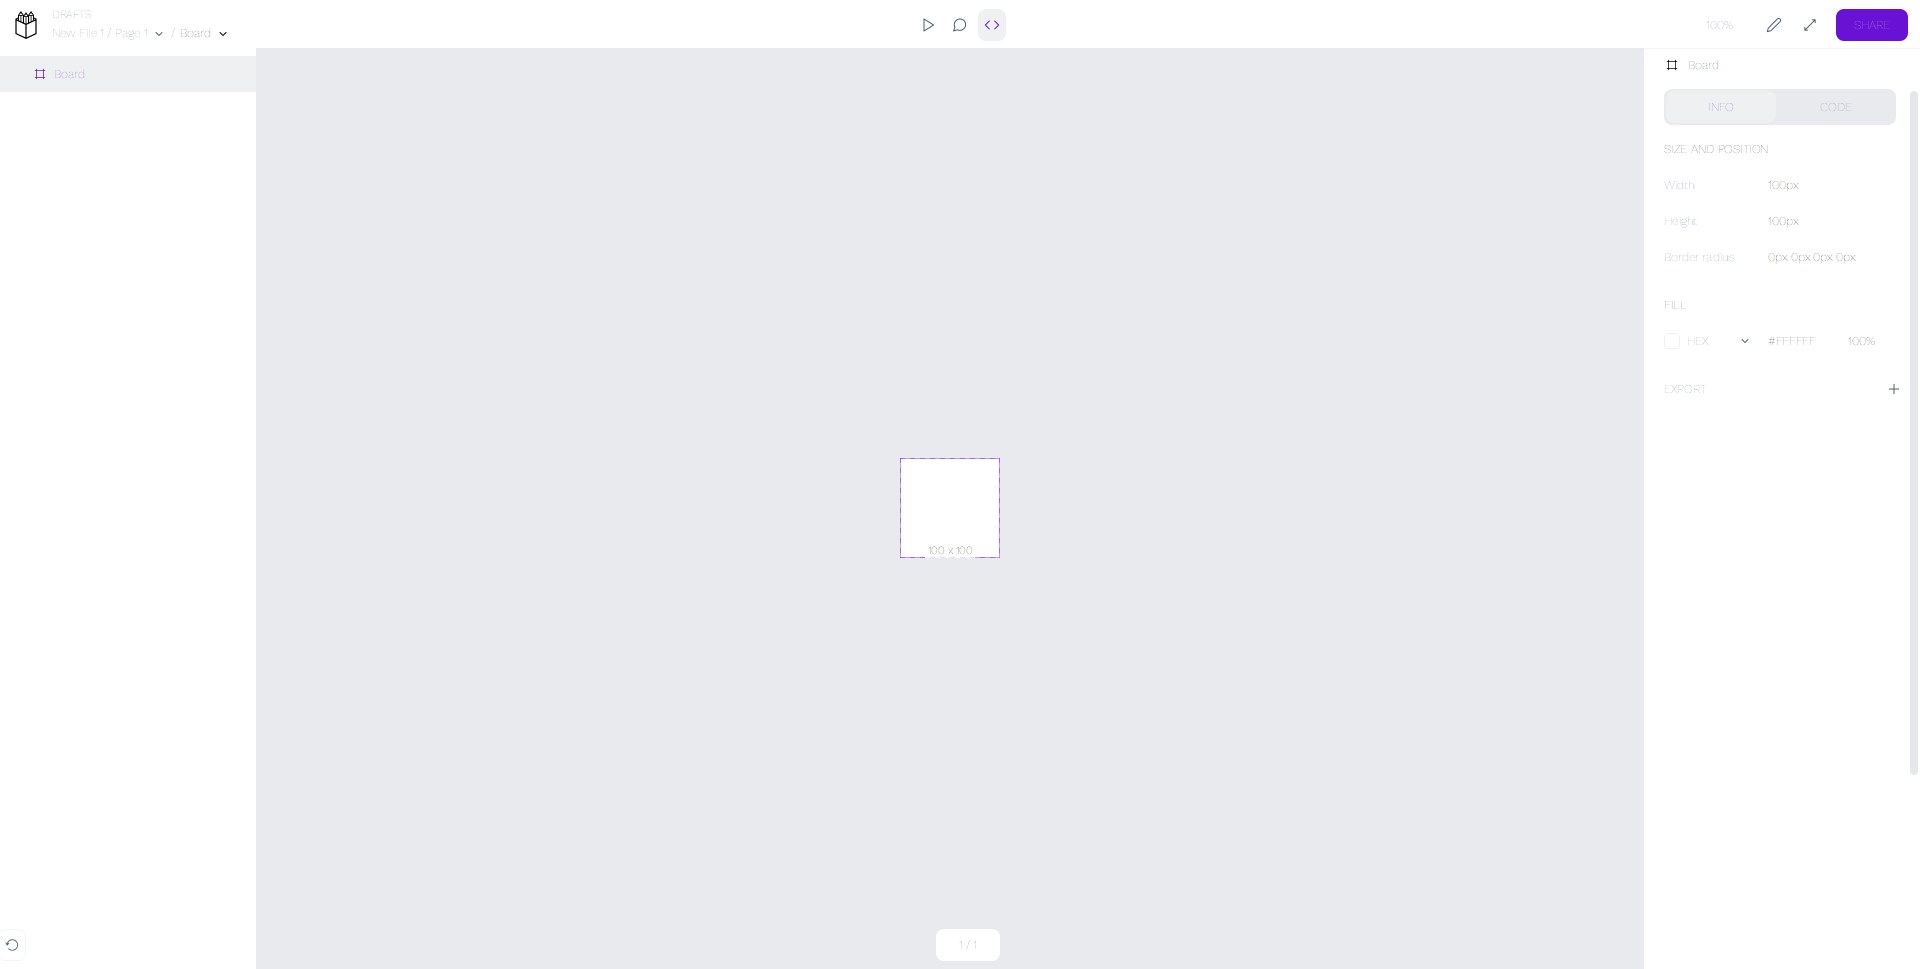 DRAFTS
New File 1 / Page 1 / Board
100%
SHARE
Board
Board
INFO CODE
SIZE AND POSITION
Width 100px
Height 100px
Border radius 0px 0px 0px 0px
FILL
HEX #FFFFFF 100%
EXPORT
100 x 100
1 / 1